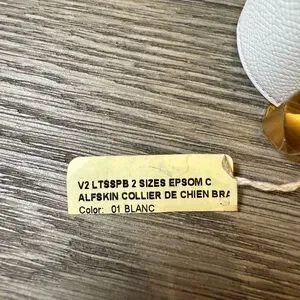 V2 LTSSPB 2 SIZES EPSOM C
ALFSKIN COLLIER DE CHIEN BRA
Color: 01 BLANC